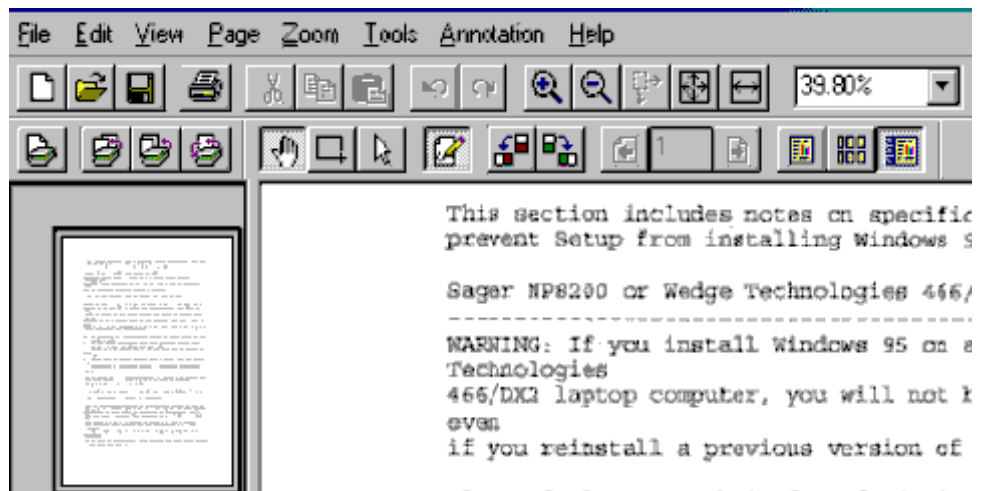 File Edit View Page Zoom Tools Annotation Help
39.80%
1
This section includes notes on specific
prevent Setup from installing Windows 9
Sager NP8200 or Wedge Technologies 466/
WARNING: If you install Windows 95 on a
Technologies
466/DX2 laptop computer, you will not
even
if you reinstall a previous version of